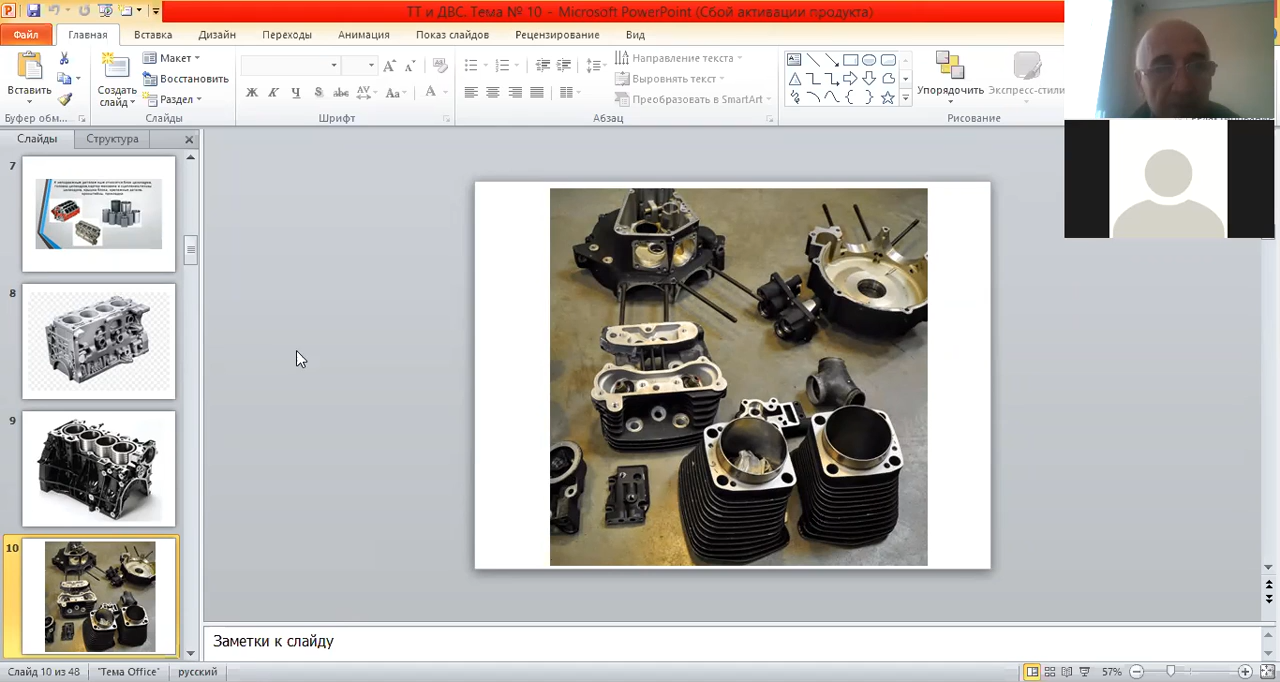 ТТ и ДВС. Тема № 10 - Microsoft PowerPoint (Сбой активации продукта)
Файл Главная Вставка Дизайн Переходы Анимация Показ слайдов Рецензирование Вид
Вставить
Создать слайд
Макет
Восстановить
Раздел
Ж К Ч S abc AV Aa А
Направление текста
Выровнять текст
Преобразовать в SmartArt
Упорядочить
Экспресс-стили
Буфер обм...
Слайды
Шрифт
Абзац
Рисование
Слайды Структура
7
8
9
10
Заметки к слайду
Слайд 10 из 48 "Тема Office" русский 57%